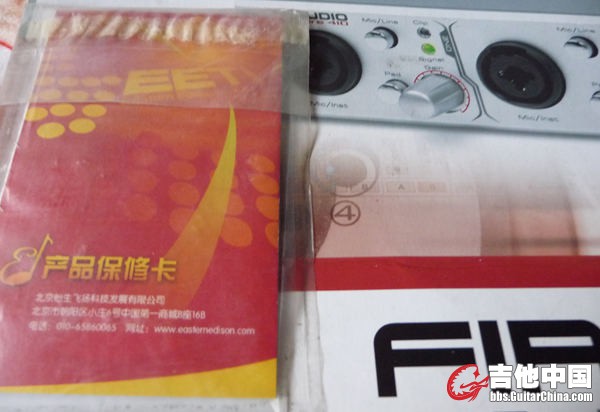 EET
产品保修卡
北京怡生飞扬科技发展有限公司
北京市朝阳区小庄6号中国第一商城B座16B
电话：010-65860065 网址：www.easternedison.com
UDIO
Mic/Line
Clip
Signal
Gain
Pad
Mic/Inst
Mic/Line
Mic/Inst
A
B
④
FIR
吉他中国
bbs.GuitarChina.com